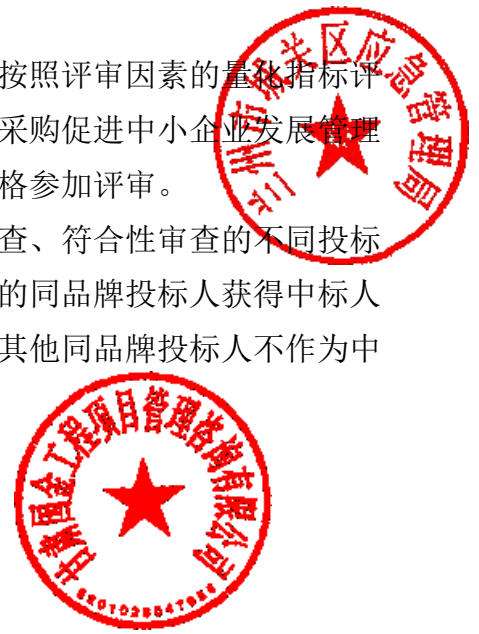 按照评审因素的量化指标评
采购促进中小企业发展管理
格参加评审。
查、符合性审查的不同投标
的同品牌投标人获得中标人
其他同品牌投标人不作为中
兰州市城关区应急管理局
甘肃国金工程项目管理咨询有限公司